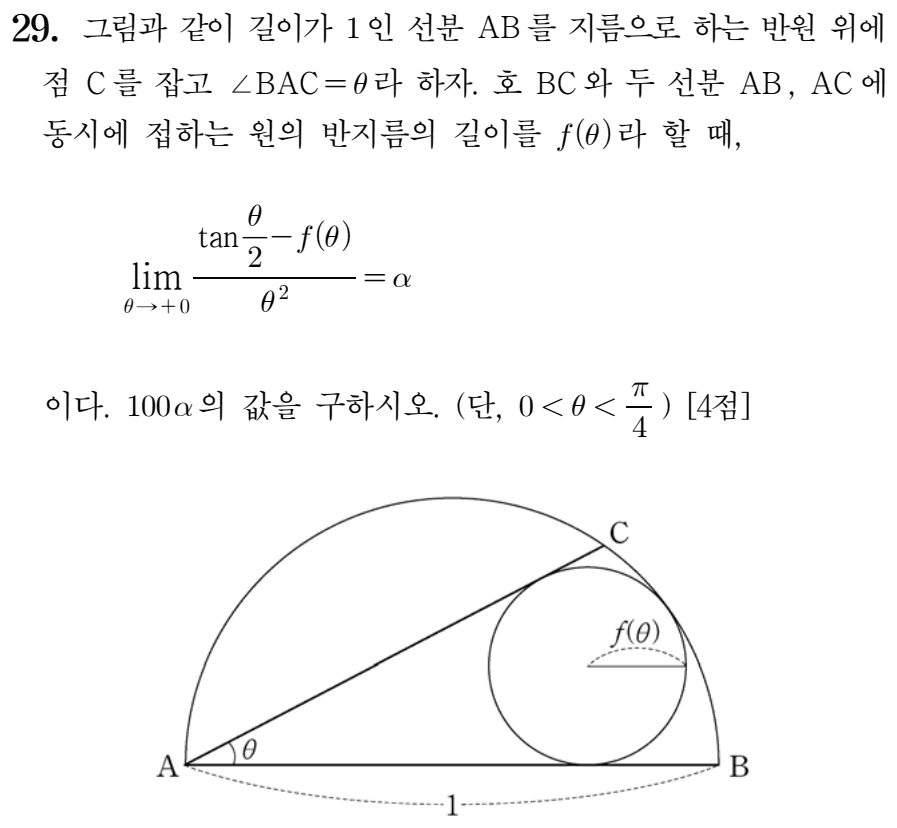 29. 그림과 같이 길이가 1인 선분 AB를 지름으로 하는 반원 위에
점 C를 잡고 ∠BAC=θ라 하자. 호 BC와 두 선분 AB, AC에
동시에 접하는 원의 반지름의 길이를 f(θ)라 할 때,
lim_{θ→+0} (tan(θ/2)−f(θ))/θ² = α
이다. 100α의 값을 구하시오. (단, 0<θ<π/4) [4점]
C
f(θ)
A
θ
B
1